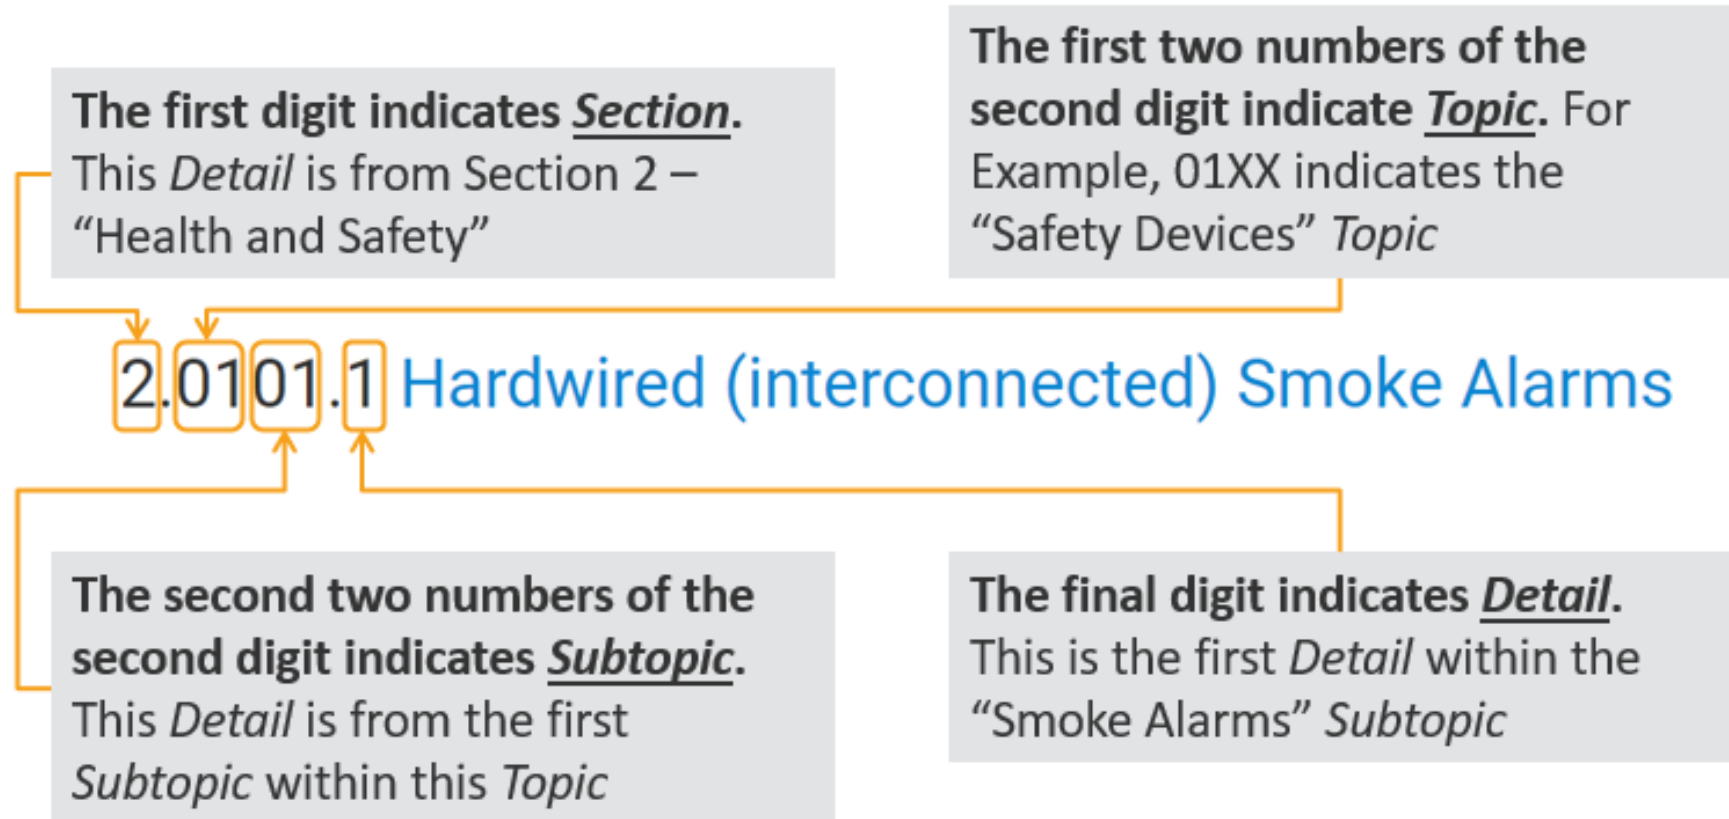 The first digit indicates Section.
This Detail is from Section 2 –
“Health and Safety”
The first two numbers of the
second digit indicate Topic. For
Example, 01XX indicates the
“Safety Devices” Topic
2.0101.1 Hardwired (interconnected) Smoke Alarms
The second two numbers of the
second digit indicates Subtopic.
This Detail is from the first
Subtopic within this Topic
The final digit indicates Detail.
This is the first Detail within the
“Smoke Alarms” Subtopic